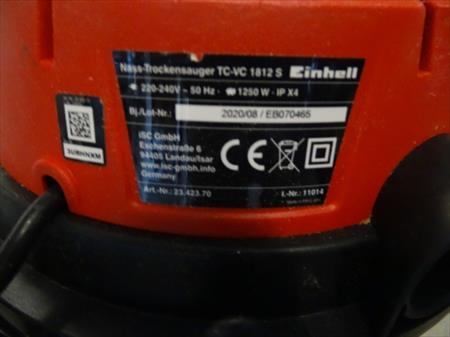 Nass-Trockensauger TC-VC 1812 S Einhell
220-240V ~ 50 Hz · 1250 W · IP X4
Bj./Lot-Nr.: 2020/08 / EB070465
ISC GmbH
Eschenstraße 6
94405 Landau/Isar
www.isc-gmbh.info
Germany
CE
Art.-Nr.: 23.423.70 I.-Nr.: 11014